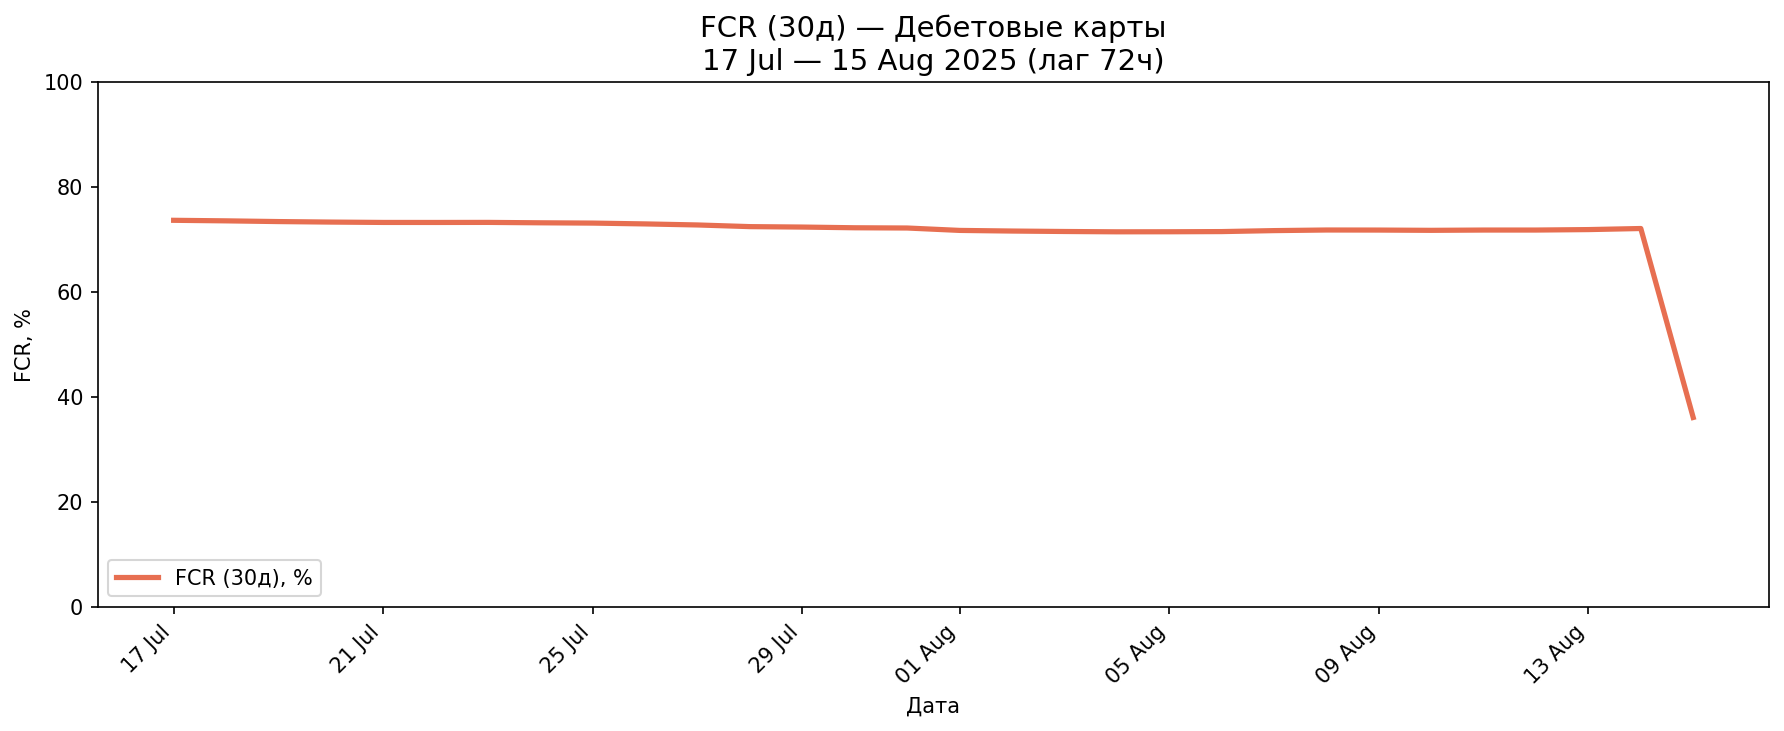 FCR (30д) — Дебетовые карты
17 Jul — 15 Aug 2025 (лаг 72ч)
FCR, %
100
80
60
40
20
0
FCR (30д), %
17 Jul
21 Jul
25 Jul
29 Jul
01 Aug
05 Aug
09 Aug
13 Aug
Дата